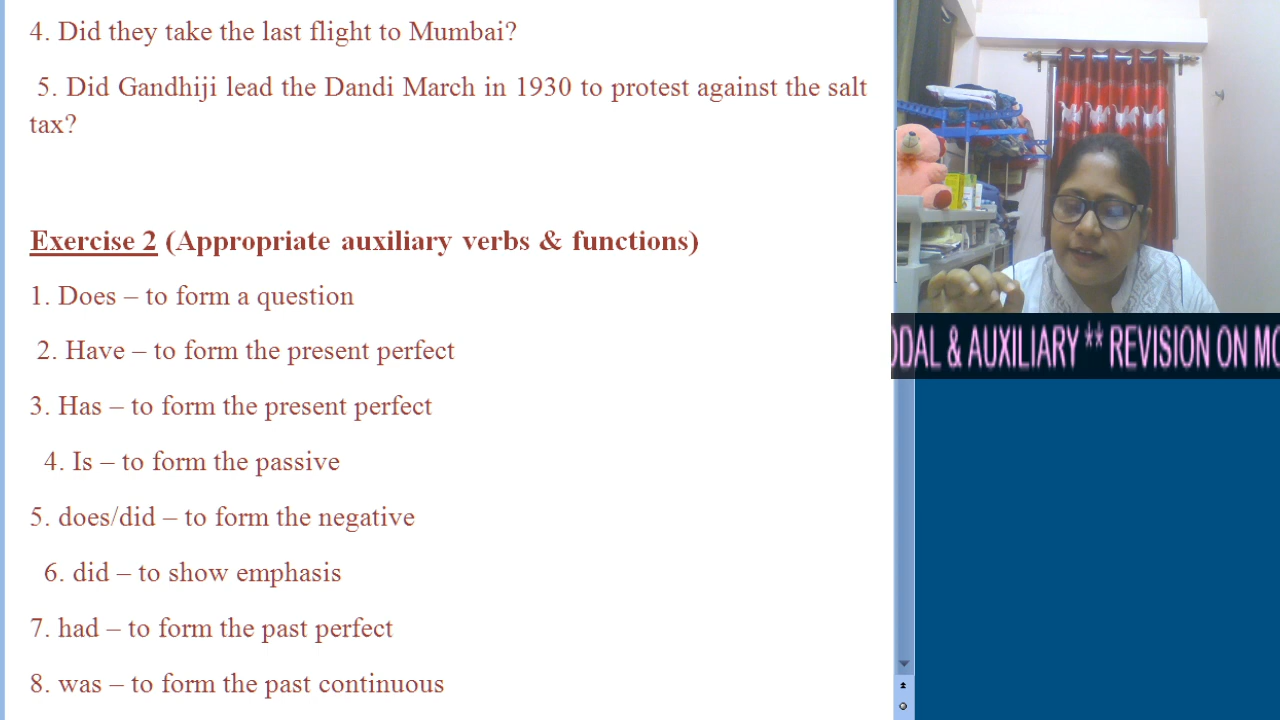 4. Did they take the last flight to Mumbai?
5. Did Gandhiji lead the Dandi March in 1930 to protest against the salt
tax?
Exercise 2 (Appropriate auxiliary verbs & functions)
1. Does – to form a question
2. Have – to form the present perfect
3. Has – to form the present perfect
4. Is – to form the passive
5. does/did – to form the negative
6. did – to show emphasis
7. had – to form the past perfect
8. was – to form the past continuous
ODAL & AUXILIARY ** REVISION ON MO